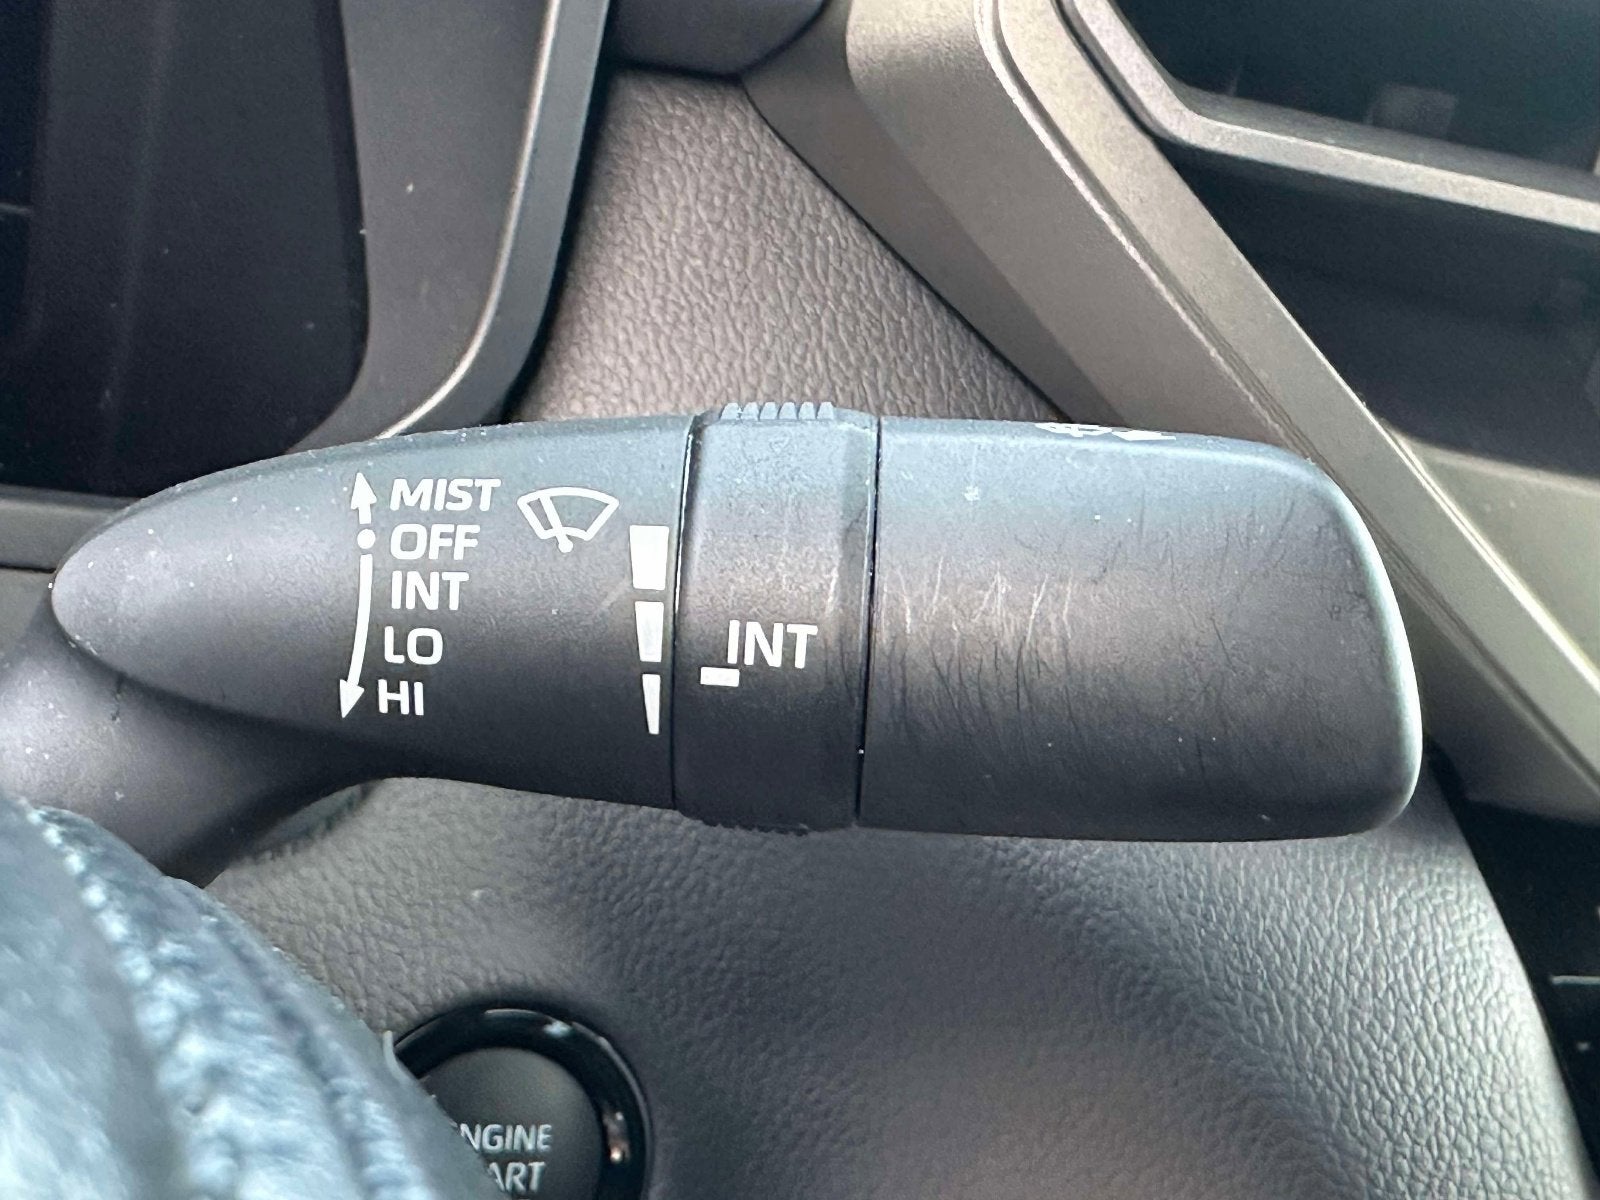 MIST
OFF
INT
LO
HI
INT
ENGINE